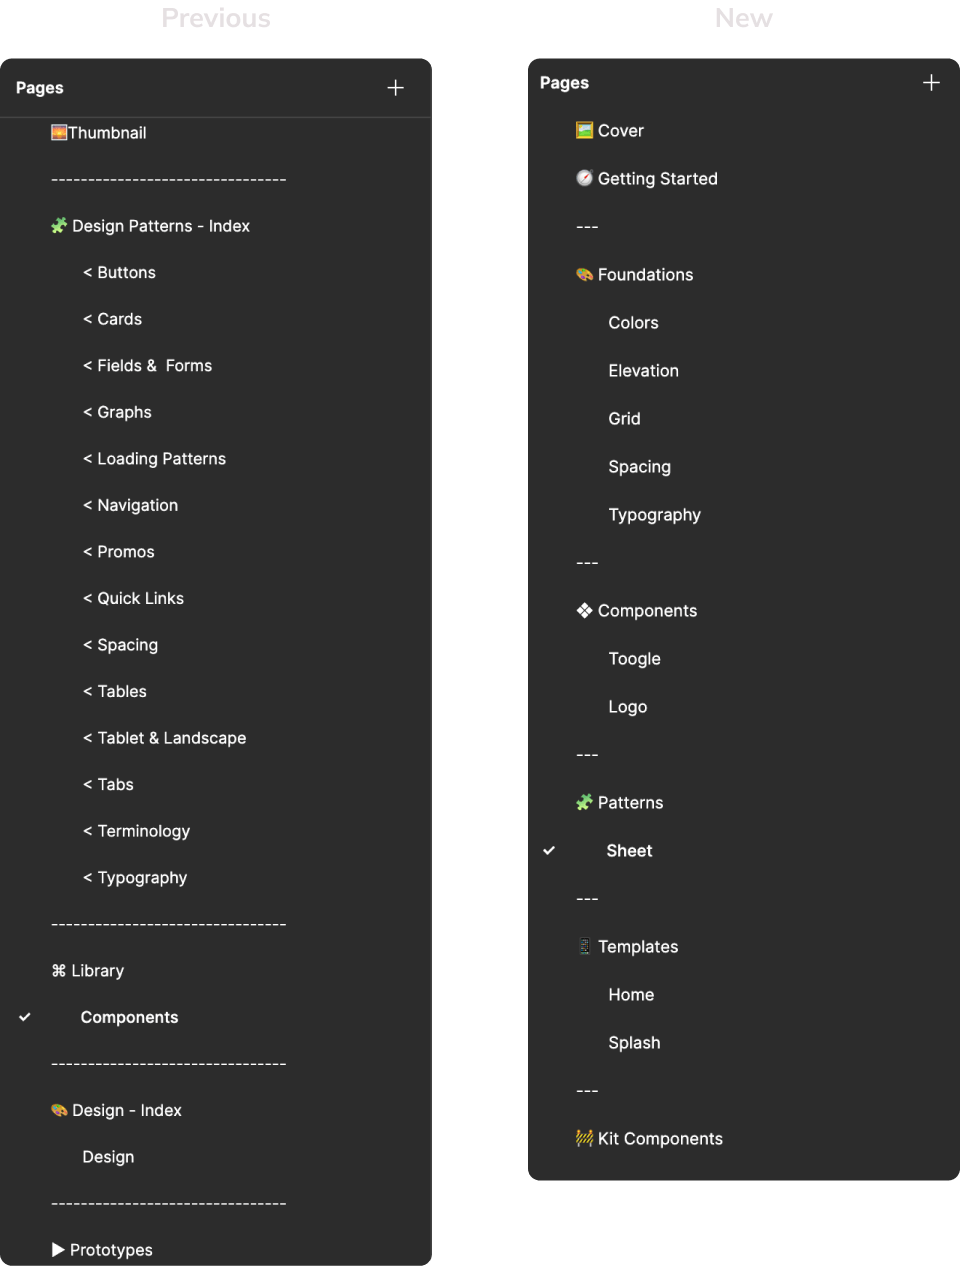 Previous
Pages
🌅Thumbnail
--------------------------------
🧩 Design Patterns - Index
< Buttons
< Cards
< Fields &  Forms
< Graphs
< Loading Patterns
< Navigation
< Promos
< Quick Links
< Spacing
< Tables
< Tablet & Landscape
< Tabs
< Terminology
< Typography
--------------------------------
⌘ Library
Components
--------------------------------
🎨 Design - Index
Design
--------------------------------
▶ Prototypes
New
Pages
🖼️ Cover
🧭 Getting Started
---
🎨 Foundations
Colors
Elevation
Grid
Spacing
Typography
---
❖ Components
Toogle
Logo
---
🧩 Patterns
Sheet
---
📱 Templates
Home
Splash
---
🚧 Kit Components